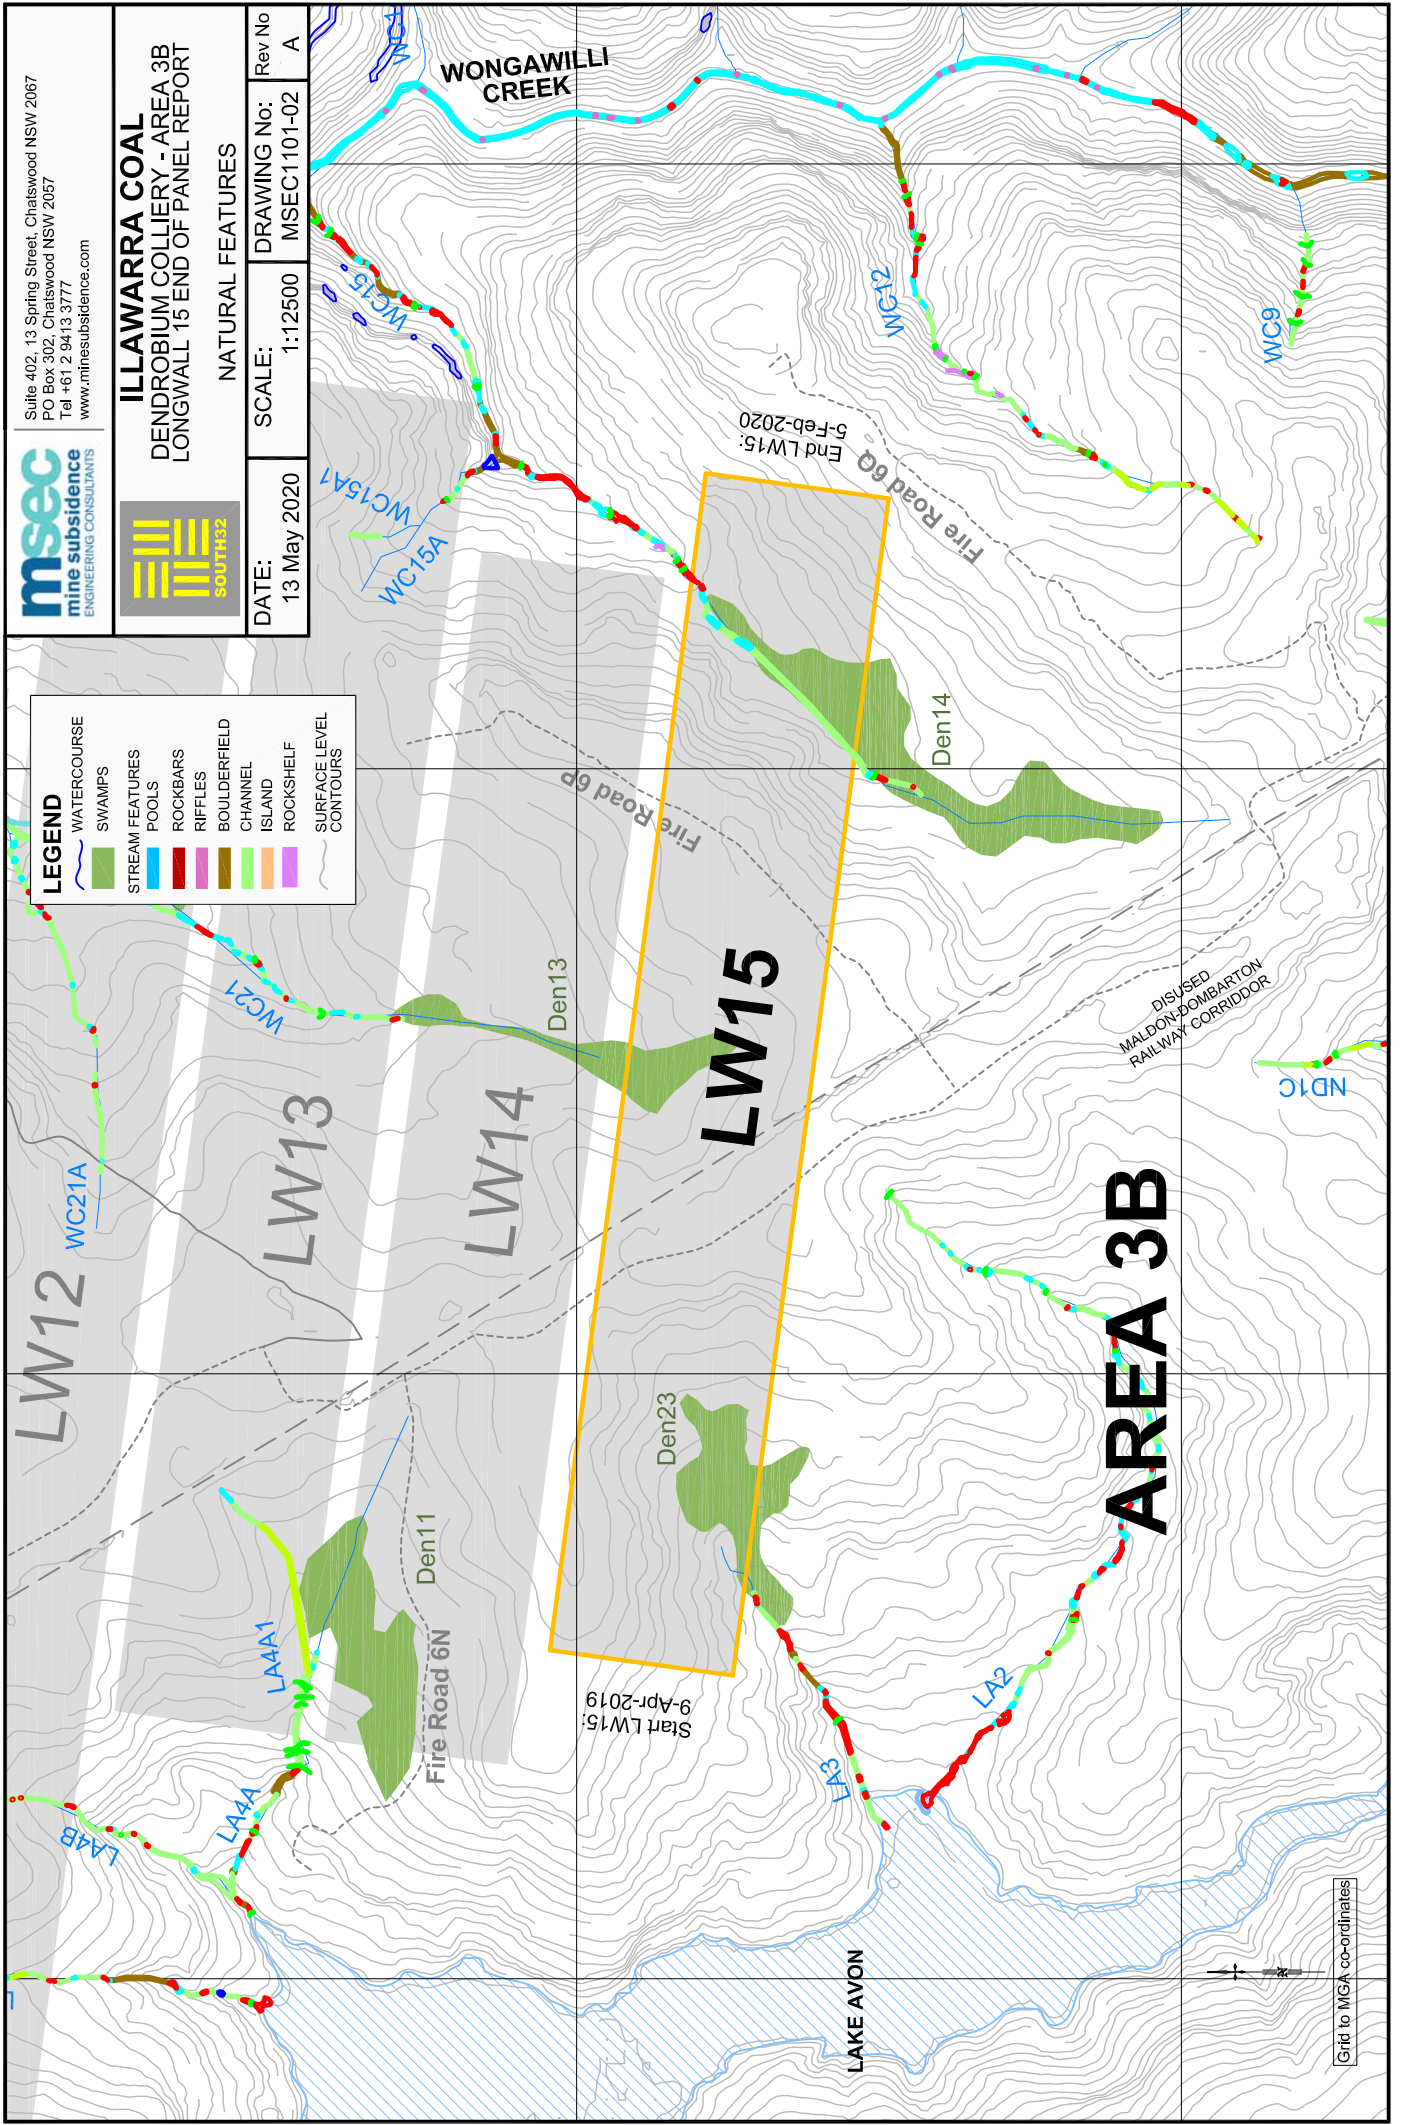 msec
mine subsidence
ENGINEERING CONSULTANTS
Suite 402, 13 Spring Street, Chatswood NSW 2067
PO Box 302, Chatswood NSW 2057
Tel +61 2 9413 3777
www.minesubsidence.com
SOUTH32
ILLAWARRA COAL
DENDROBIUM COLLIERY - AREA 3B
LONGWALL 15 END OF PANEL REPORT
NATURAL FEATURES
DATE:
13 May 2020
SCALE:
1:12500
DRAWING No:
MSEC1101-02
Rev No
A
LEGEND
WATERCOURSE
SWAMPS
STREAM FEATURES
POOLS
ROCKBARS
RIFFLES
BOULDERFIELD
CHANNEL
ISLAND
ROCKSHELF
SURFACE LEVEL
CONTOURS
WONGAWILLI
CREEK
WC15
WC15A1
WC15A
WC12
WC9
WC21
WC21A
LW12
LW13
LW14
LW15
Den13
Den14
Den23
Den11
Fire Road 6P
Fire Road 6Q
Fire Road 6N
End LW15:
5-Feb-2020
Start LW15:
9-Apr-2019
LA4A1
LA4A
LA4B
LA3
LA2
DISUSED
MALDON-DOMBARTON
RAILWAY CORRIDDOR
ND1C
AREA 3B
LAKE AVON
N
Grid to MGA co-ordinates